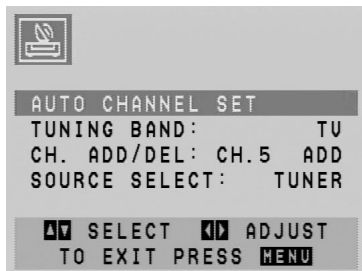 AUTO CHANNEL SET
TUNING BAND: TV
CH. ADD/DEL: CH.5 ADD
SOURCE SELECT: TUNER
SELECT ADJUST
TO EXIT PRESS MENU